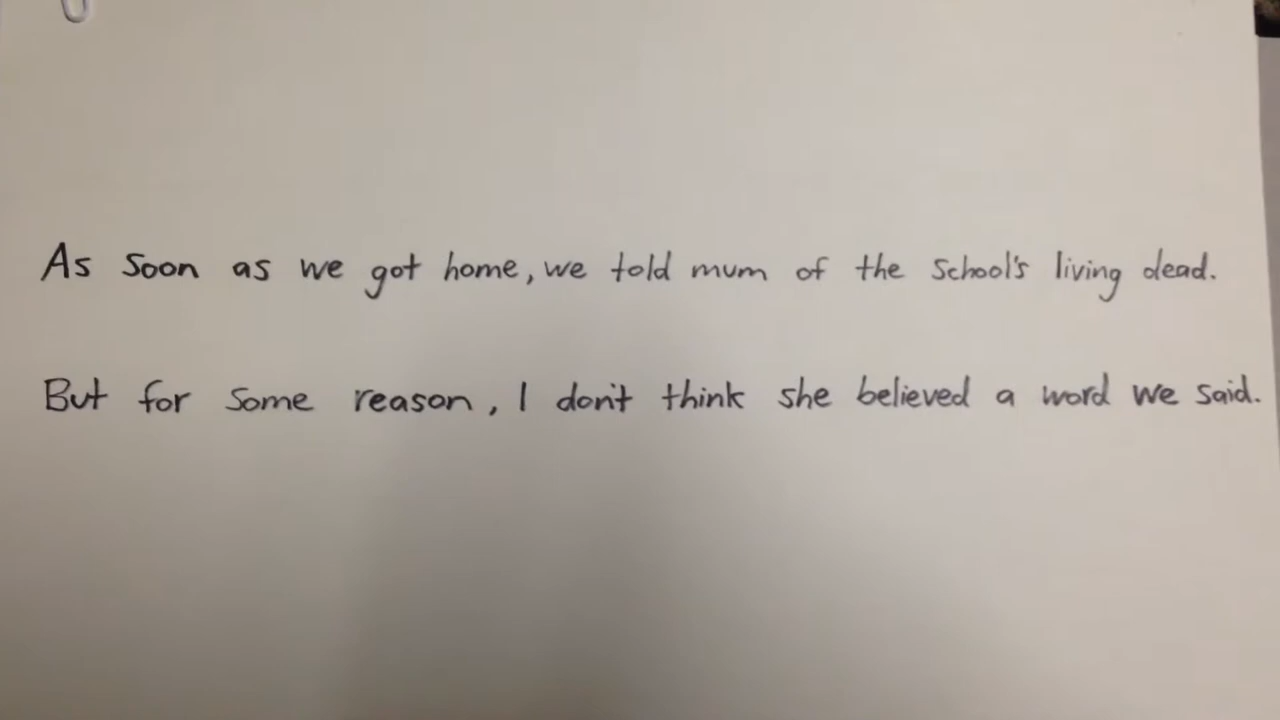 As soon as we got home, we told mum of the school's living dead.
But for some reason, I don't think she believed a word we said.